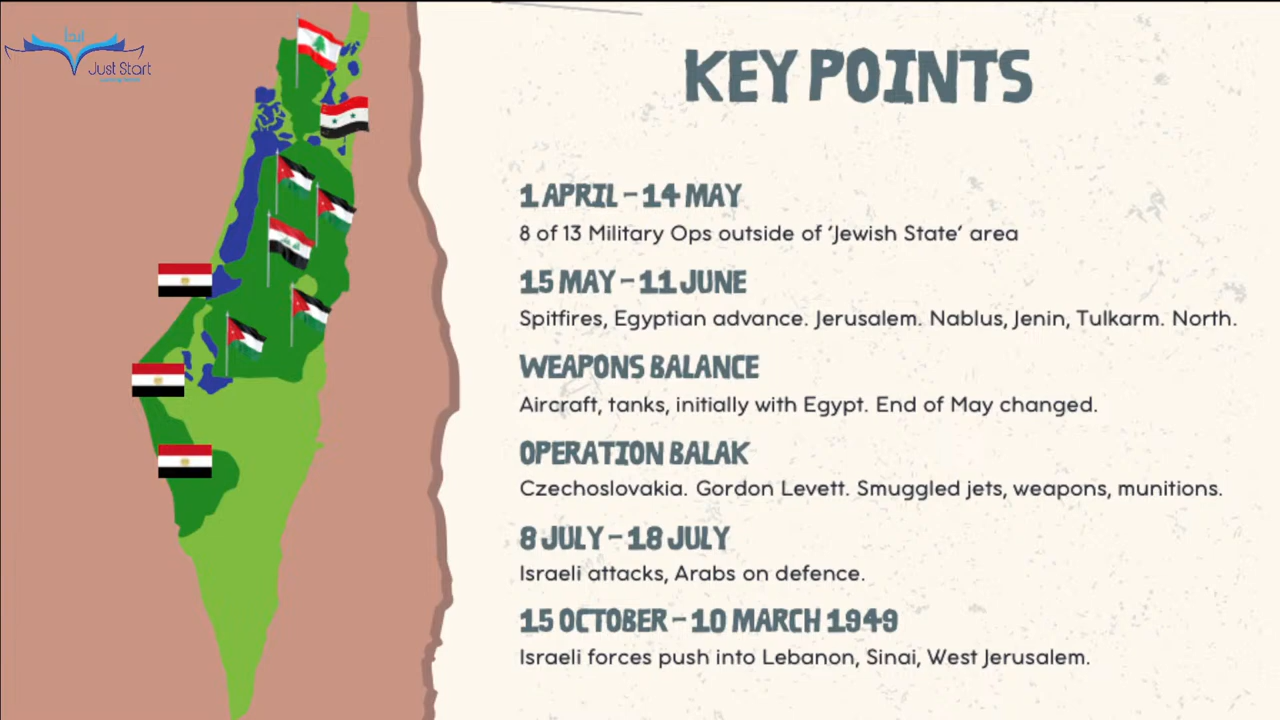 ابدأ
Just Start
KEY POINTS
1 APRIL – 14 MAY
8 of 13 Military Ops outside of ‘Jewish State’ area
15 MAY – 11 JUNE
Spitfires, Egyptian advance. Jerusalem. Nablus, Jenin, Tulkarm. North.
WEAPONS BALANCE
Aircraft, tanks, initially with Egypt. End of May changed.
OPERATION BALAK
Czechoslovakia. Gordon Levett. Smuggled jets, weapons, munitions.
8 JULY – 18 JULY
Israeli attacks, Arabs on defence.
15 OCTOBER – 10 MARCH 1949
Israeli forces push into Lebanon, Sinai, West Jerusalem.